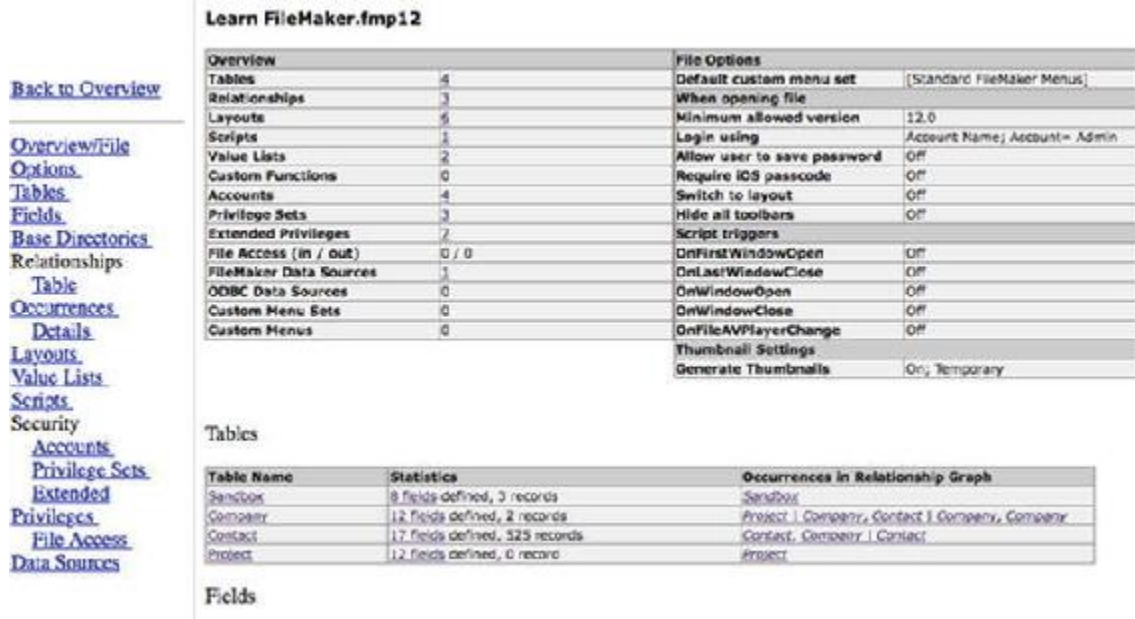 Learn FileMaker.fmp12
Back to Overview
Overview/File
Options
Tables
Fields
Base Directories
Relationships
Table
Occurrences
Details
Layouts
Value Lists
Scripts
Security
Accounts
Privilege Sets
Extended
Privileges
File Access
Data Sources
Overview
Tables 4
Relationships 3
Layouts 6
Scripts 1
Value Lists 2
Custom Functions 0
Accounts 4
Privilege Sets 3
Extended Privileges 2
File Access (in / out) 0 / 0
FileMaker Data Sources 1
ODBC Data Sources 0
Custom Menu Sets 0
Custom Menus 0
File Options
Default custom menu set [Standard FileMaker Menus]
When opening file
Minimum allowed version 12.0
Login using Account Name; Account= Admin
Allow user to save password Off
Require iOS passcode Off
Switch to layout Off
Hide all toolbars Off
Script triggers
OnFirstWindowOpen Off
OnLastWindowClose Off
OnWindowOpen Off
OnWindowClose Off
OnFileAVPlayerChange Off
Thumbnail Settings
Generate Thumbnails On; Temporary
Tables
Table Name Statistics Occurrences in Relationship Graph
Sandbox 8 fields defined, 3 records Sandbox
Company 12 fields defined, 2 records Project | Company, Contact | Company, Company
Contact 17 fields defined, 525 records Contact, Company | Contact
Project 12 fields defined, 0 record Project
Fields